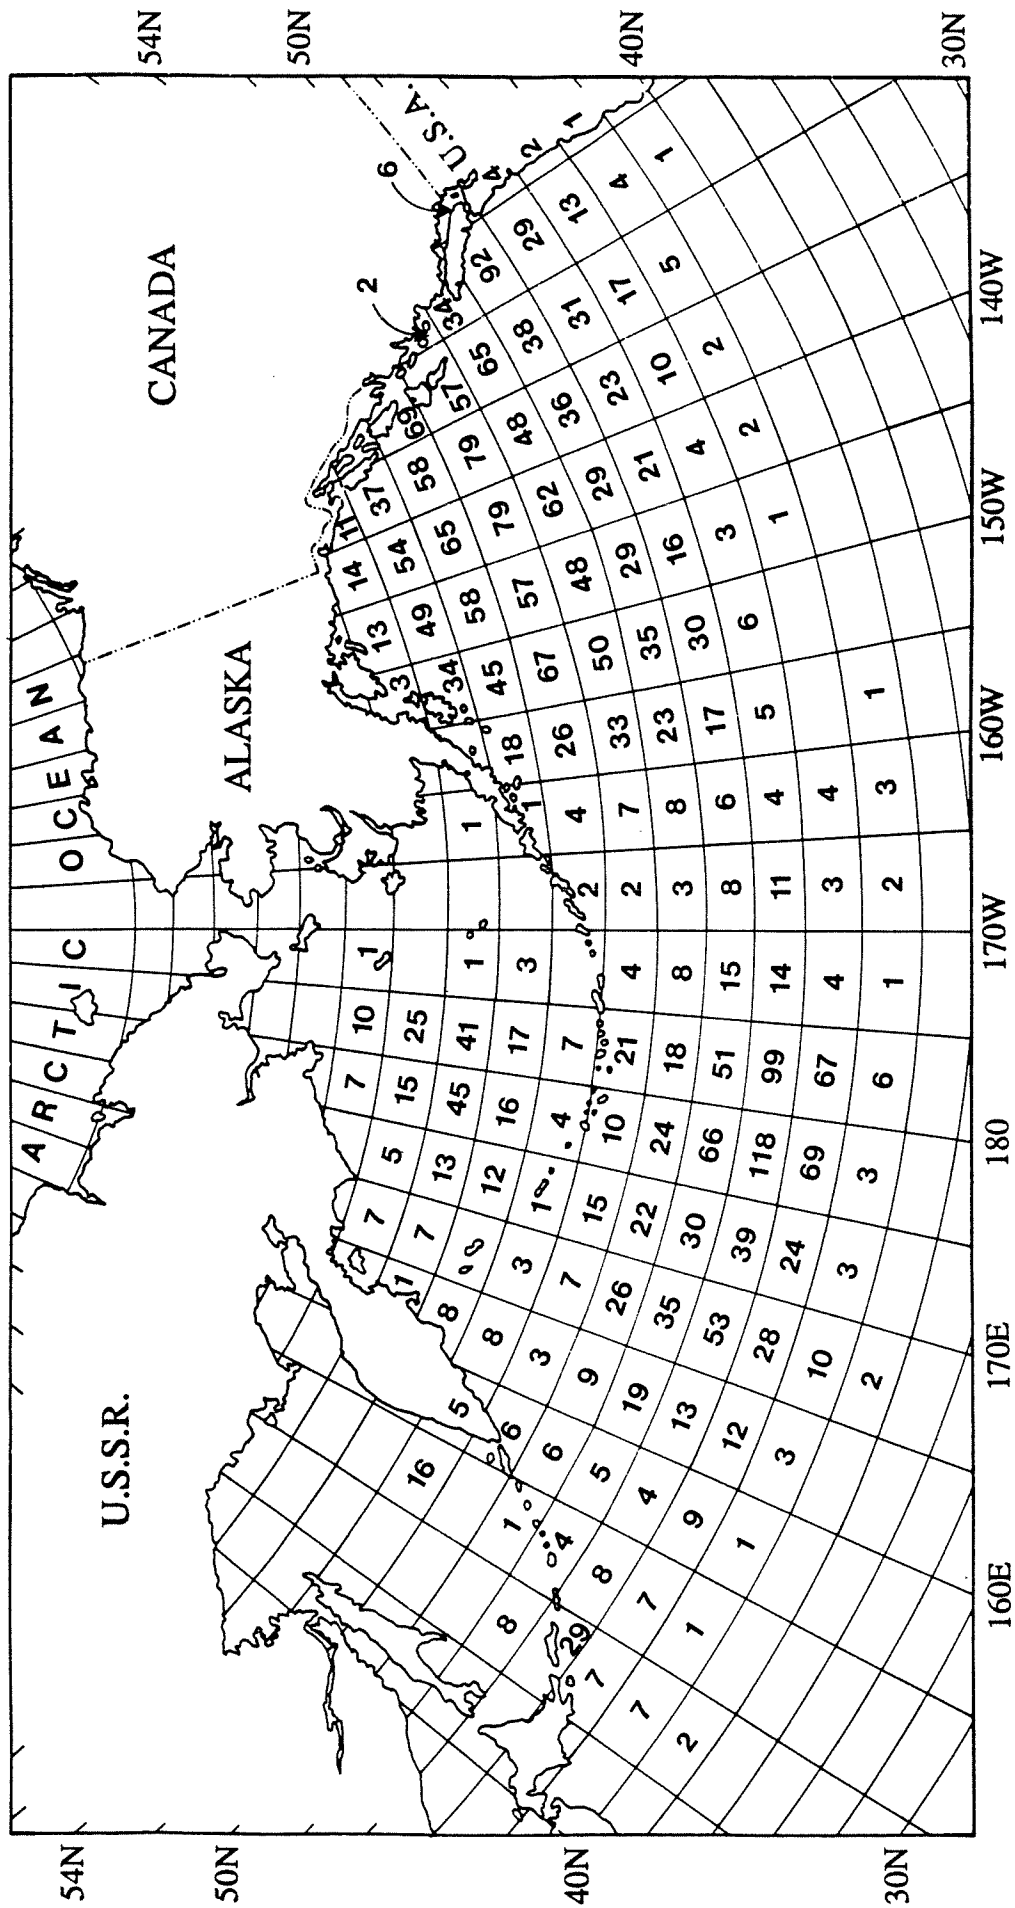 ARCTIC OCEAN
U.S.S.R.
ALASKA
CANADA
U.S.A.
54N 54N
50N 50N
40N 40N
30N 30N
7 10 1
7 5 15 25 3 13 14 11
1 7 13 45 41 1 1 34 49 54 37 2
8 12 16 17 3 1 18 45 58 65 58 69
16 5 8 3 1 4 7 4 26 67 57 79 79 57 34
6 3 7 15 10 21 4 2 7 33 50 48 62 48 65 6
1 6 9 26 22 24 18 8 2 8 23 35 29 29 36 38 92
8 4 5 19 35 30 66 51 15 3 6 17 30 16 21 23 31 29 4
29 8 4 13 53 39 118 99 14 8 4 5 6 3 4 10 17 13 2
7 7 9 12 28 24 69 67 4 11 4 1 2 2 5 4 1
7 1 1 3 10 3 3 6 1 3 3 1 2 1
2 2 2
160E 170E 180 170W 160W 150W 140W